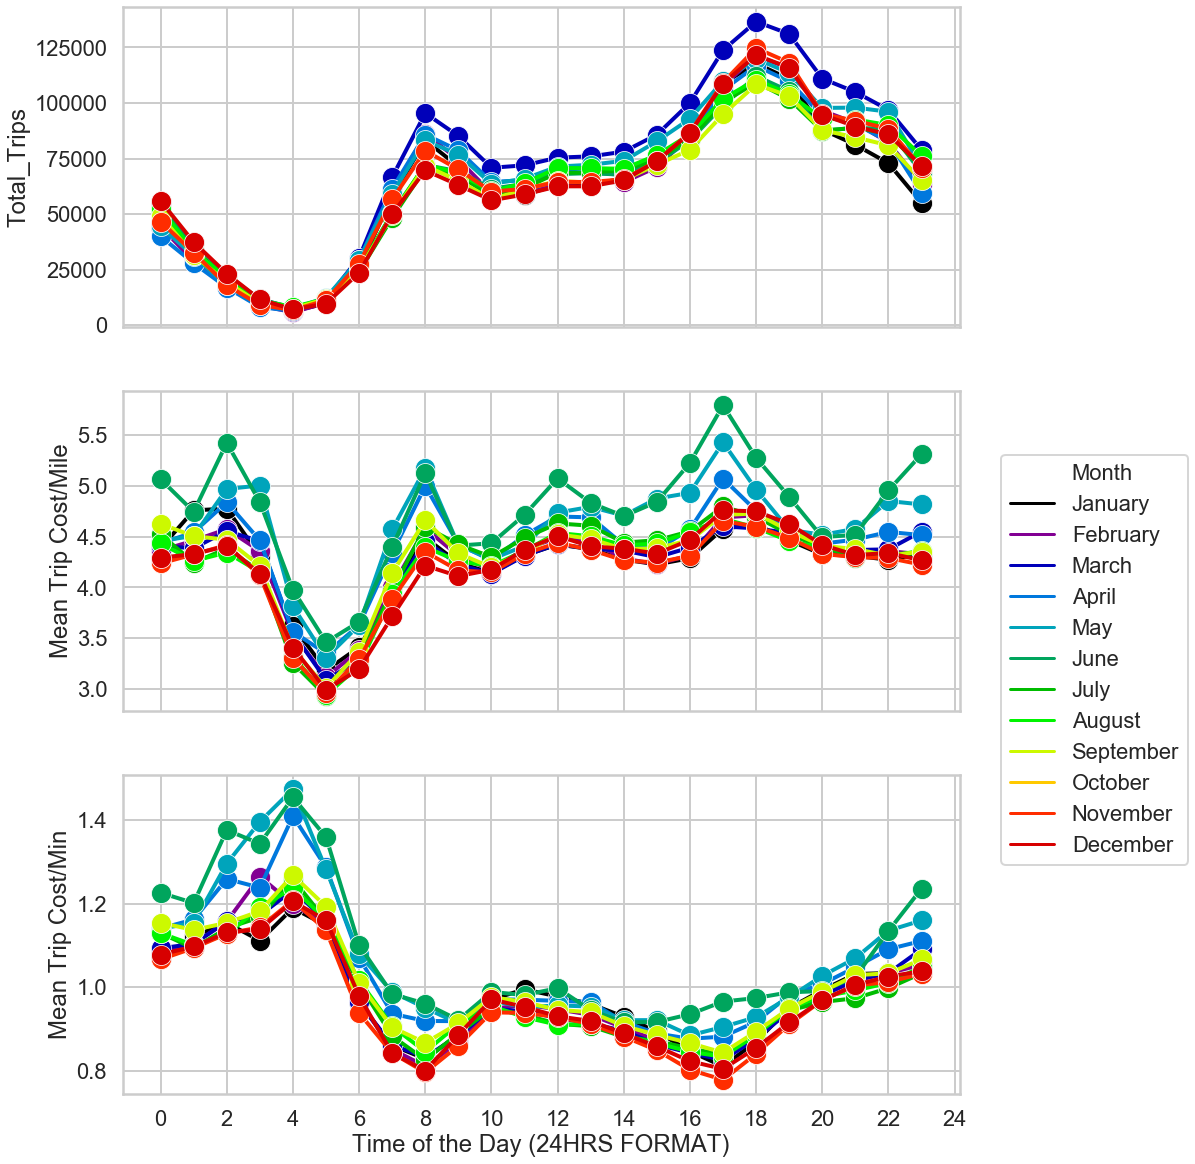 125000
100000
75000
50000
25000
0
Total_Trips
5.5
5.0
4.5
4.0
3.5
3.0
Mean Trip Cost/Mile
Month
January
February
March
April
May
June
July
August
September
October
November
December
1.4
1.2
1.0
0.8
Mean Trip Cost/Min
0 2 4 6 8 10 12 14 16 18 20 22 24
Time of the Day (24HRS FORMAT)